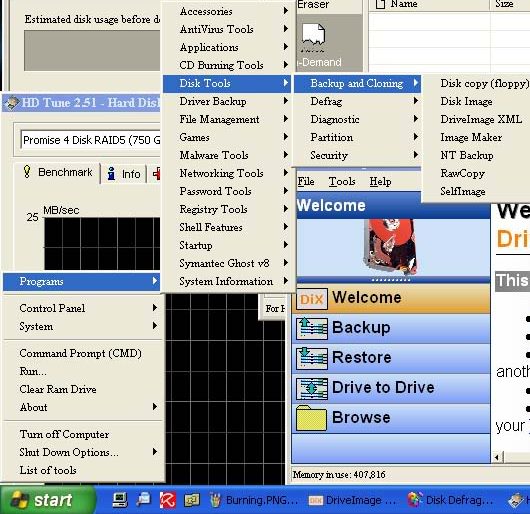 Estimated disk usage before de
Eraser
-Demand
Name
Size
HD Tune 2.51 - Hard Disk
Promise 4 Disk RAID5 (750 G
Benchmark
Info
MB/sec
25
Accessories
AntiVirus Tools
Applications
CD Burning Tools
Disk Tools
Driver Backup
File Management
Games
Malware Tools
Networking Tools
Password Tools
Registry Tools
Shell Features
Startup
Symantec Ghost v8
System Information
Backup and Cloning
Defrag
Diagnostic
Partition
Security
Disk copy (floppy)
Disk Image
DriveImage XML
Image Maker
NT Backup
RawCopy
SelfImage
Programs
Control Panel
System
Command Prompt (CMD)
Run...
Clear Ram Drive
About
Turn off Computer
Shut Down Options...
List of tools
For H
File Tools Help
Welcome
DiX Welcome
Backup
Restore
Drive to Drive
Browse
We
Dri
This
anoth
your
Memory in use: 407,816
start
Burning.PNG...
DiX DriveImage ...
Disk Defrag...